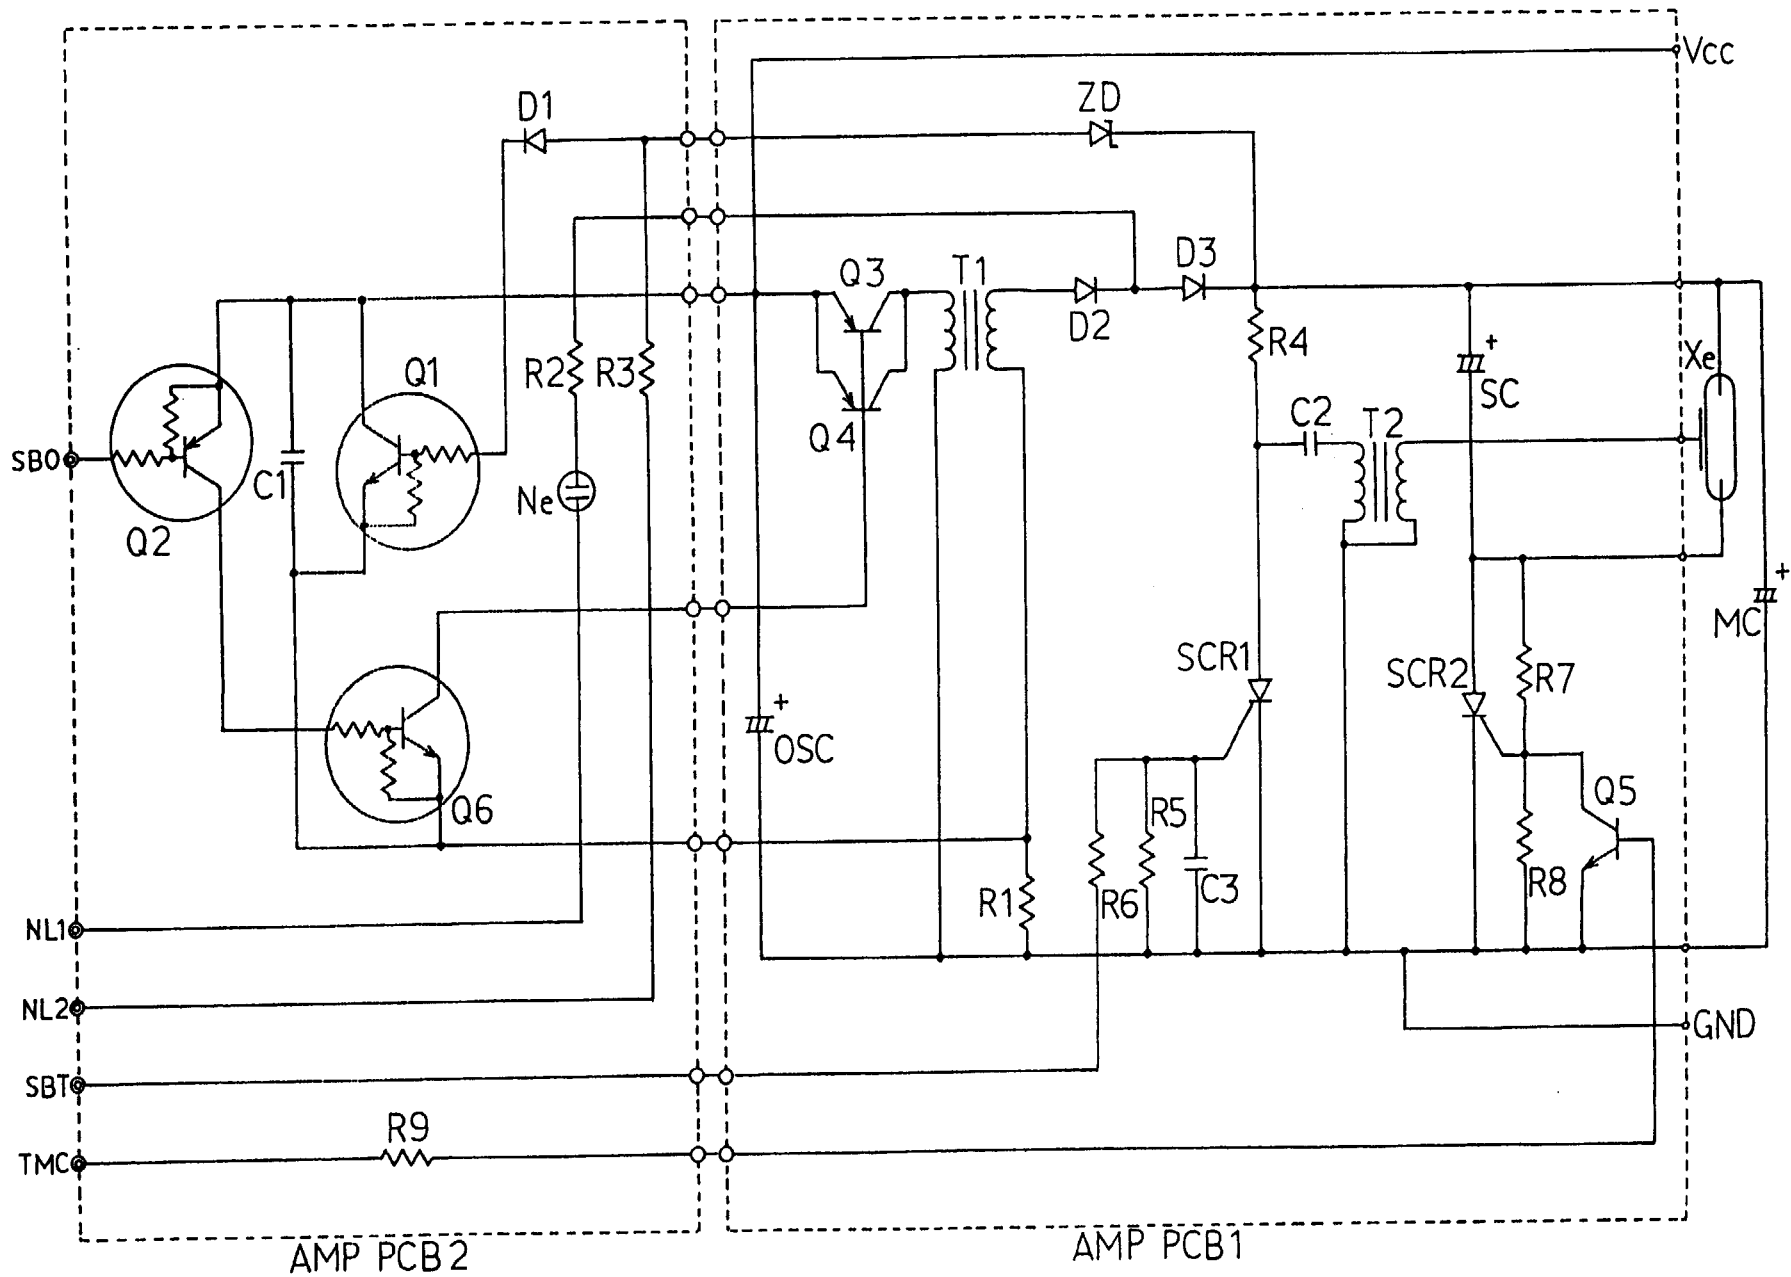 Vcc
D1
ZD
Q3
T1
D3
D2
Q1
R2
R3
R4
Xe
SC
Q4
C2
T2
SBO
C1
Ne
Q2
MC
SCR1
SCR2
R7
OSC
Q6
R5
Q5
R1
R6
C3
R8
NL1
NL2
GND
SBT
R9
TMC
AMP PCB2
AMP PCB1
+
+
+